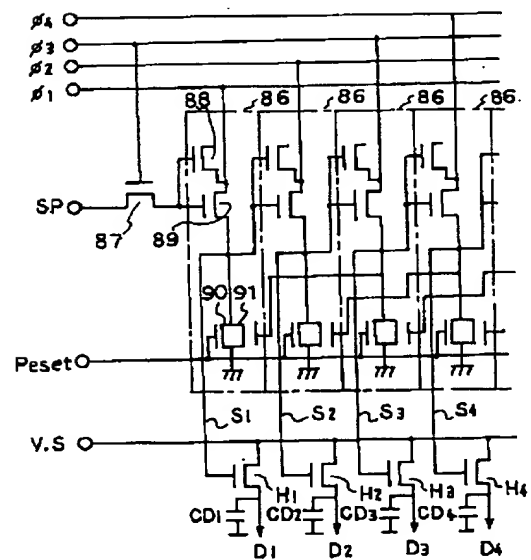 ø4
ø3
ø2
ø1
86 86 86 86
88
S.P
87 89
90 91
Peset
S1 S2 S3 S4
V.S
H1 H2 H3 H4
CD1 CD2 CD3 CD4
D1 D2 D3 D4